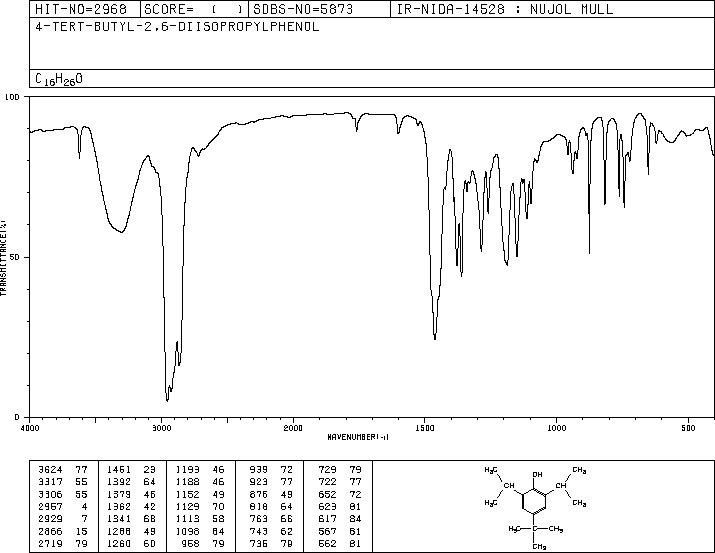 HIT-NO=2968 SCORE= ( ) SDBS-NO=5873 IR-NIDA-14528 : NUJOL MULL
4-TERT-BUTYL-2,6-DIISOPROPYLPHENOL
C16H26O
100
50
0
TRANSMITTANCE(%)
4000 3000 2000 1500 1000 500
WAVENUMBER(-1)
3624 77 1461 23 1193 46 939 72 729 79
3317 55 1392 64 1188 46 923 77 722 77
3306 55 1379 46 1152 49 876 49 652 72
2957 4 1362 42 1129 70 818 64 623 81
2929 7 1341 68 1113 58 763 66 617 84
2866 15 1288 49 1098 64 743 62 567 81
2719 79 1260 60 958 79 736 79 562 81
H3C OH CH3
CH CH
H3C CH3
H3C C CH3
CH3